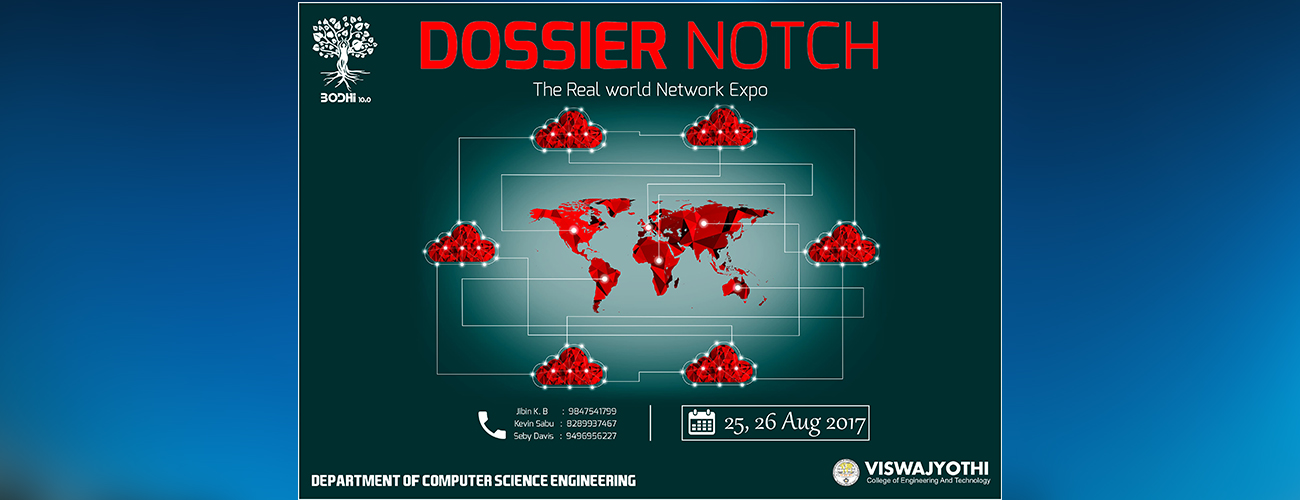 DOSSIER NOTCH
The Real world Network Expo
BODHI 10.0
Jibin K. B : 9847541799
Kevin Sabu : 8289937467
Seby Davis : 9496956227
25, 26 Aug 2017
DEPARTMENT OF COMPUTER SCIENCE ENGINEERING
VISWAJYOTHI
College of Engineering And Technology